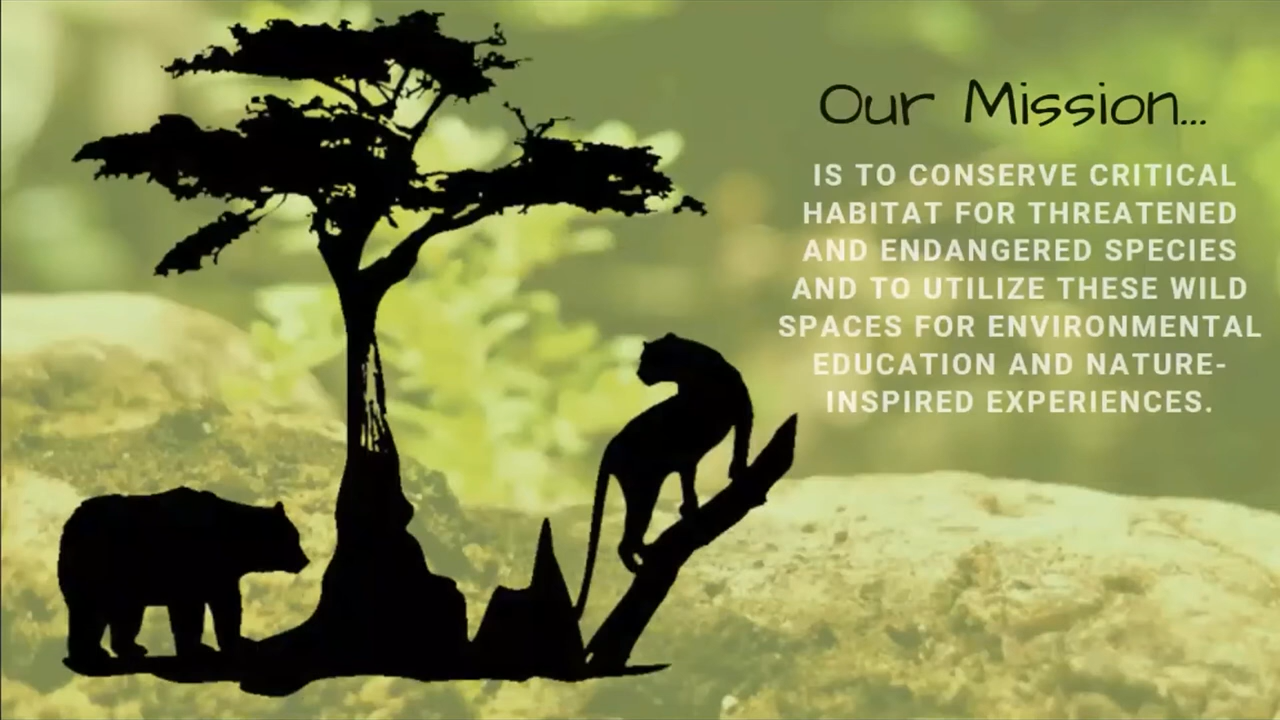 Our Mission...
IS TO CONSERVE CRITICAL
HABITAT FOR THREATENED
AND ENDANGERED SPECIES
AND TO UTILIZE THESE WILD
SPACES FOR ENVIRONMENTAL
EDUCATION AND NATURE-
INSPIRED EXPERIENCES.